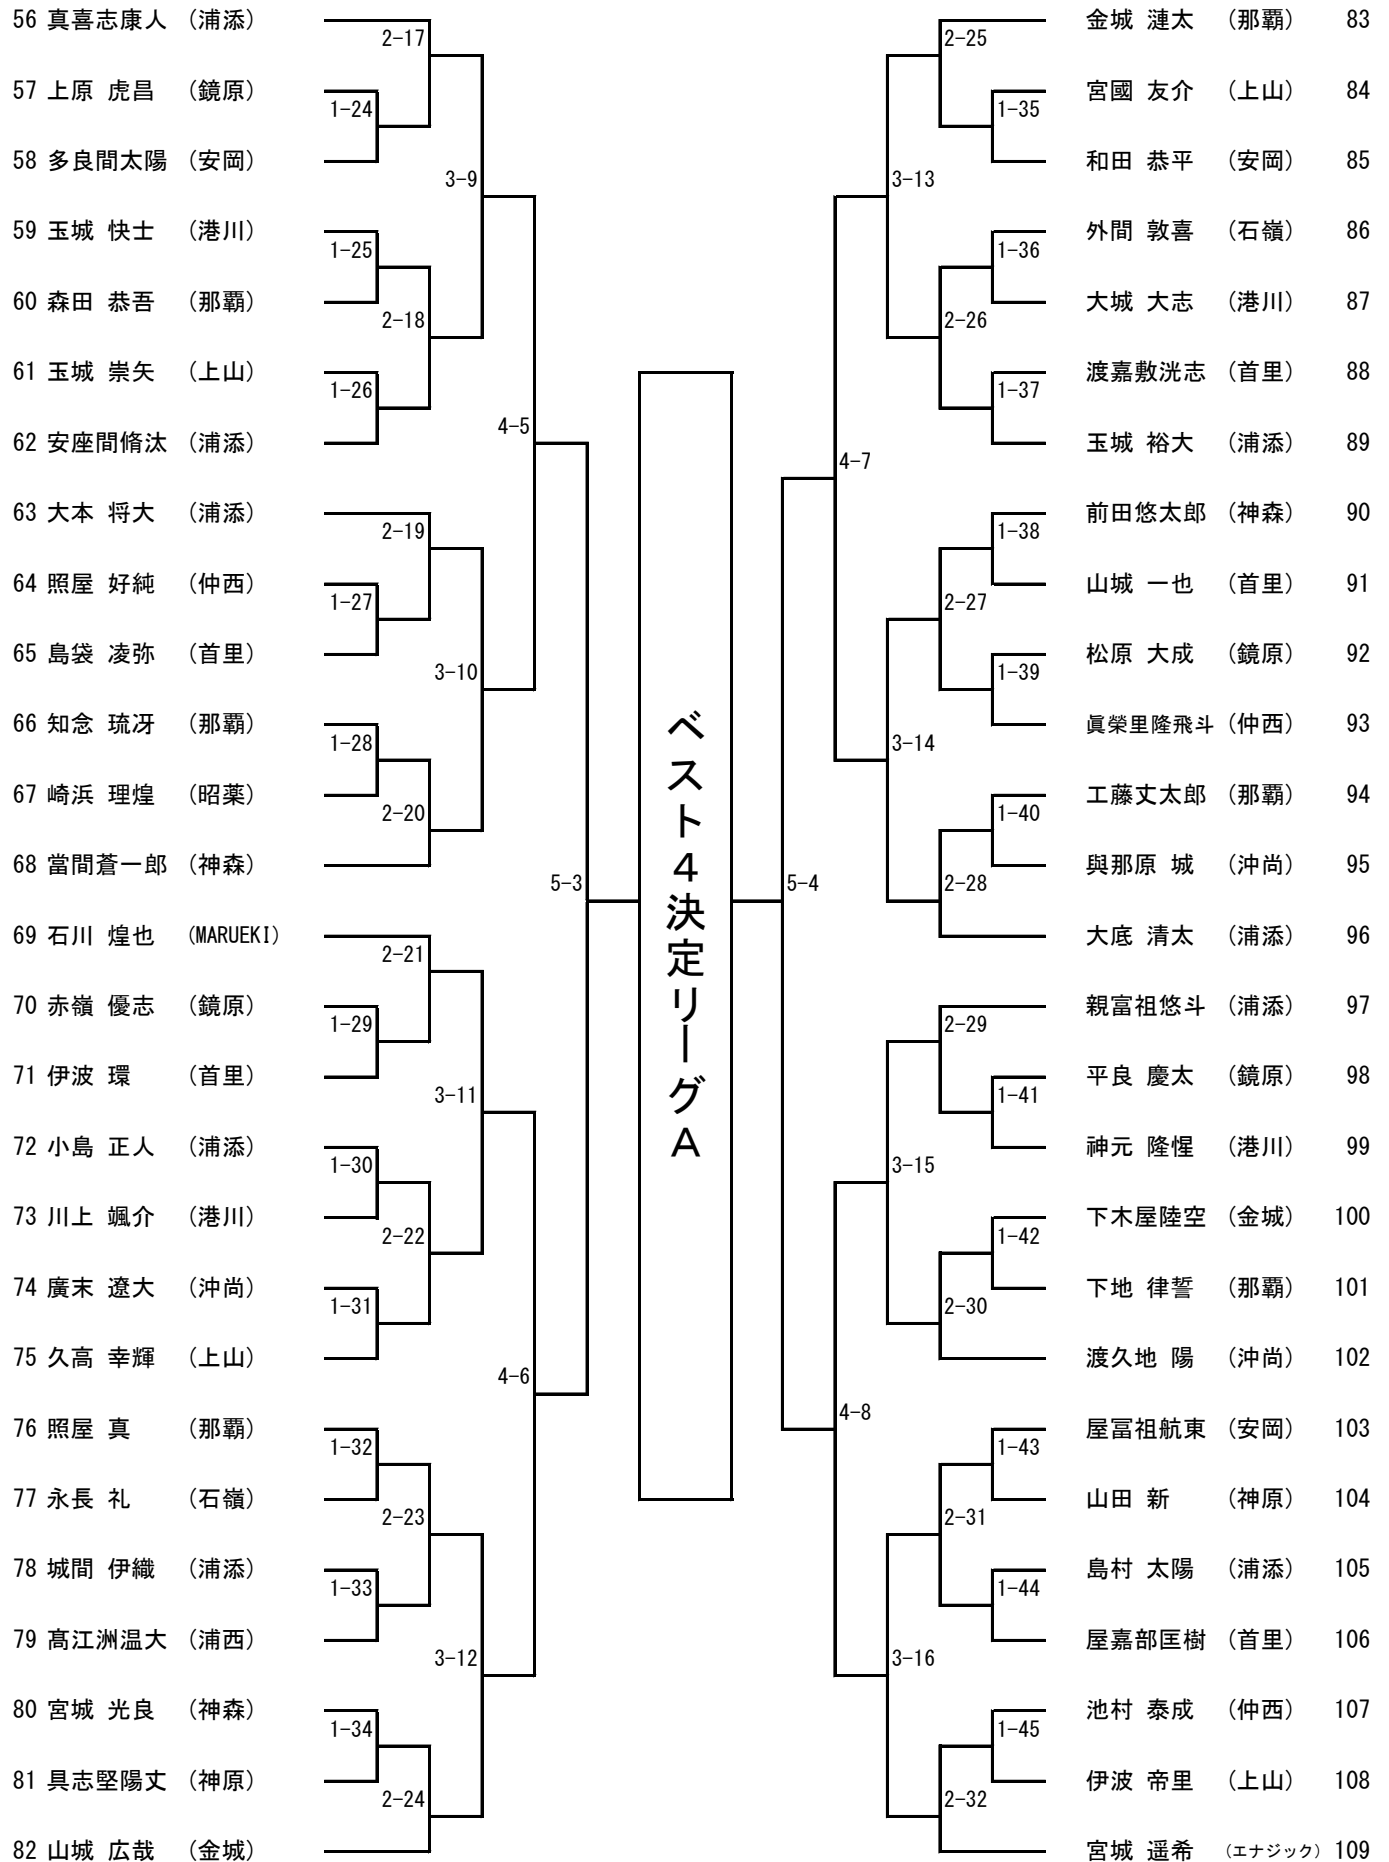 56 真喜志康人 （浦添）
2-17
57 上原 虎昌 （鏡原）
1-24
58 多良間太陽 （安岡）
3-9
59 玉城 快士 （港川）
1-25
60 森田 恭吾 （那覇）
2-18
61 玉城 崇矢 （上山）
1-26
4-5
62 安座間脩汰 （浦添）
63 大本 将大 （浦添）
2-19
64 照屋 好純 （仲西）
1-27
65 島袋 凌弥 （首里）
3-10
66 知念 琉冴 （那覇）
1-28
67 崎浜 理煌 （昭薬）
2-20
68 當間蒼一郎 （神森）
5-3
69 石川 煌也 （MARUEKI）
2-21
70 赤嶺 優志 （鏡原）
1-29
71 伊波 環 （首里）
3-11
72 小島 正人 （浦添）
1-30
73 川上 颯介 （港川）
2-22
74 廣末 遼大 （沖尚）
1-31
75 久高 幸輝 （上山）
4-6
76 照屋 真 （那覇）
1-32
77 永長 礼 （石嶺）
2-23
78 城間 伊織 （浦添）
1-33
79 髙江洲温大 （浦西）
3-12
80 宮城 光良 （神森）
1-34
81 具志堅陽丈 （神原）
2-24
82 山城 広哉 （金城）
ベスト４決定リーグＡ
金城 漣太 （那覇） 83
2-25
宮國 友介 （上山） 84
1-35
和田 恭平 （安岡） 85
3-13
外間 敦喜 （石嶺） 86
1-36
大城 大志 （港川） 87
2-26
渡嘉敷洸志 （首里） 88
1-37
玉城 裕大 （浦添） 89
4-7
前田悠太郎 （神森） 90
1-38
山城 一也 （首里） 91
2-27
松原 大成 （鏡原） 92
1-39
眞榮里隆飛斗 （仲西） 93
3-14
工藤丈太郎 （那覇） 94
1-40
與那原 城 （沖尚） 95
2-28
5-4
大底 清太 （浦添） 96
親富祖悠斗 （浦添） 97
2-29
平良 慶太 （鏡原） 98
1-41
神元 隆惺 （港川） 99
3-15
下木屋陸空 （金城） 100
1-42
下地 律誓 （那覇） 101
2-30
渡久地 陽 （沖尚） 102
4-8
屋冨祖航東 （安岡） 103
1-43
山田 新 （神原） 104
2-31
島村 太陽 （浦添） 105
1-44
屋嘉部匡樹 （首里） 106
3-16
池村 泰成 （仲西） 107
1-45
伊波 帝里 （上山） 108
2-32
宮城 遥希 （エナジック） 109